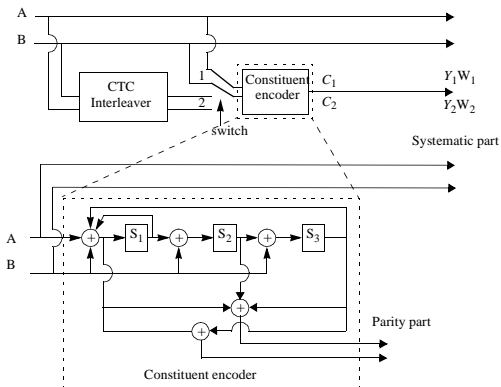 A
B
CTC
Interleaver
1
2
switch
Constituent
encoder
C₁
C₂
Y₁W₁
Y₂W₂
Systematic part
A
B
+ S₁ + S₂ + S₃
+
+
Parity part
Constituent encoder